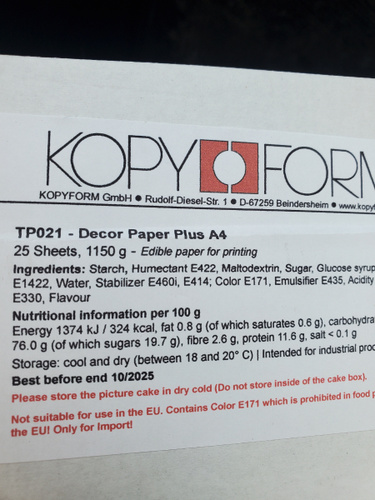 KOPY FORM
KOPYFORM GmbH ● Rudolf-Diesel-Str. 1 ● D-67259 Beindersheim ● www.kopyf
TP021 - Decor Paper Plus A4
25 Sheets, 1150 g - Edible paper for printing
Ingredients: Starch, Humectant E422, Maltodextrin, Sugar, Glucose syrup
E1422, Water, Stabilizer E460i, E414; Color E171, Emulsifier E435, Acidity
E330, Flavour
Nutritional information per 100 g
Energy 1374 kJ / 324 kcal, fat 0.8 g (of which saturates 0.6 g), carbohydra
76.0 g (of which sugars 19.7 g), fibre 2.6 g, protein 11.6 g, salt < 0.1 g
Storage: cool and dry (between 18 and 20° C) | Intended for industrial proc
Best before end 10/2025
Please store the picture cake in dry cold (Do not store inside of the cake box).
Not suitable for use in the EU. Contains Color E171 which is prohibited in food p
the EU! Only for Import!